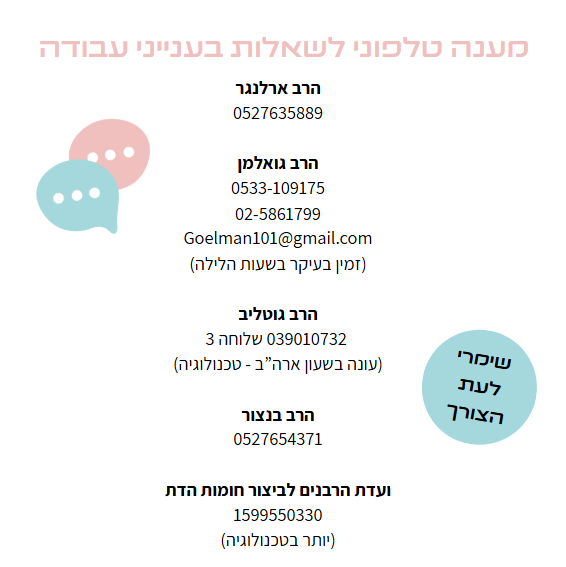 מענה טלפוני לשאלות בענייני עבודה
הרב ארלנגר
0527635889
הרב גואלמן
0533-109175
02-5861799
Goelman101@gmail.com
(זמין בעיקר בשעות הלילה)
הרב גוטליב
039010732 שלוחה 3
(עונה בשעון ארה”ב - טכנולוגיה)
הרב בנצור
0527654371
ועדת הרבנים לביצור חומות הדת
1599550330
(יותר בטכנולוגיה)
שימרי
לעת
הצורך